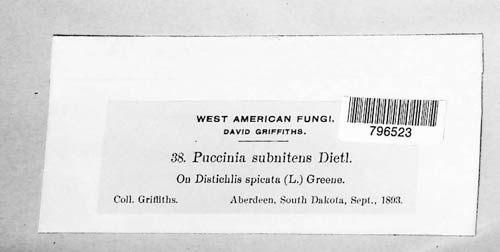 WEST AMERICAN FUNGI.
DAVID GRIFFITHS.
796523
38. Puccinia subnitens Dietl.
On Distichlis spicata (L.) Greene.
Coll. Griffiths. Aberdeen, South Dakota, Sept., 1893.